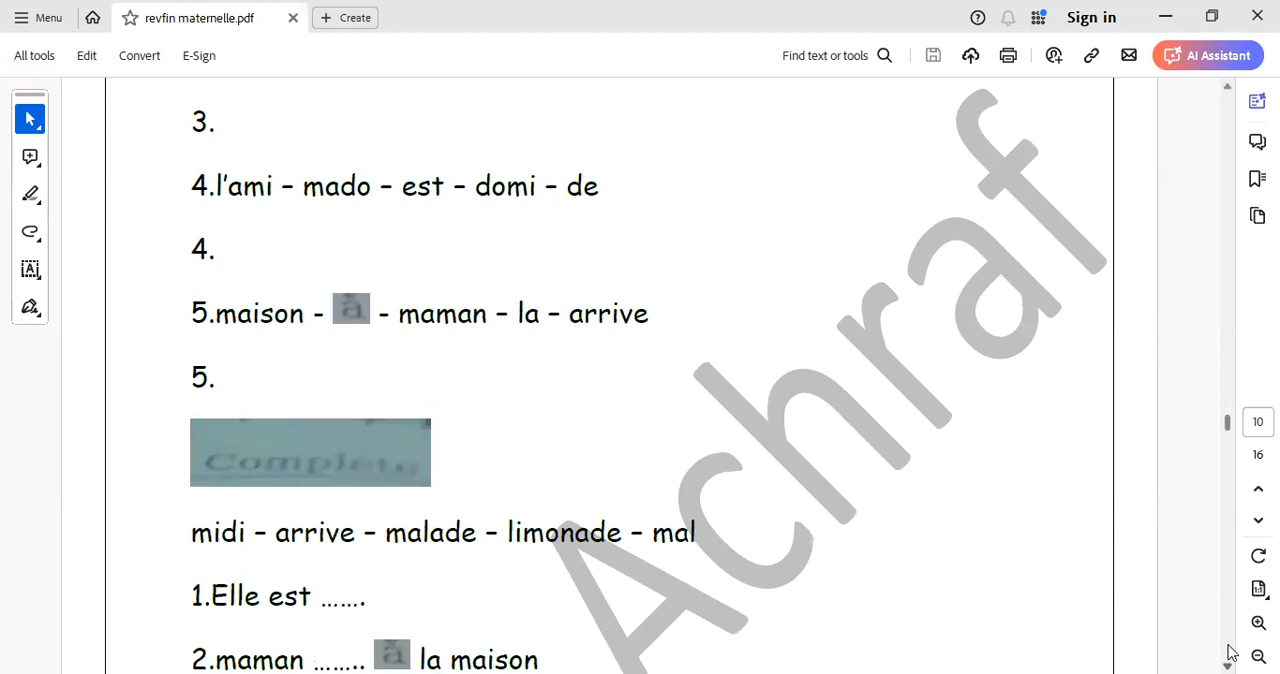 Menu
revfin maternelle.pdf
Create
Sign in
All tools
Edit
Convert
E-Sign
Find text or tools
AI Assistant
3.
4.l'ami – mado – est – domi – de
4.
5.maison - à - maman – la – arrive
5.
Complete
midi – arrive – malade – limonade – mal
1.Elle est …….
2.maman …….. à la maison
Achraf
10
16